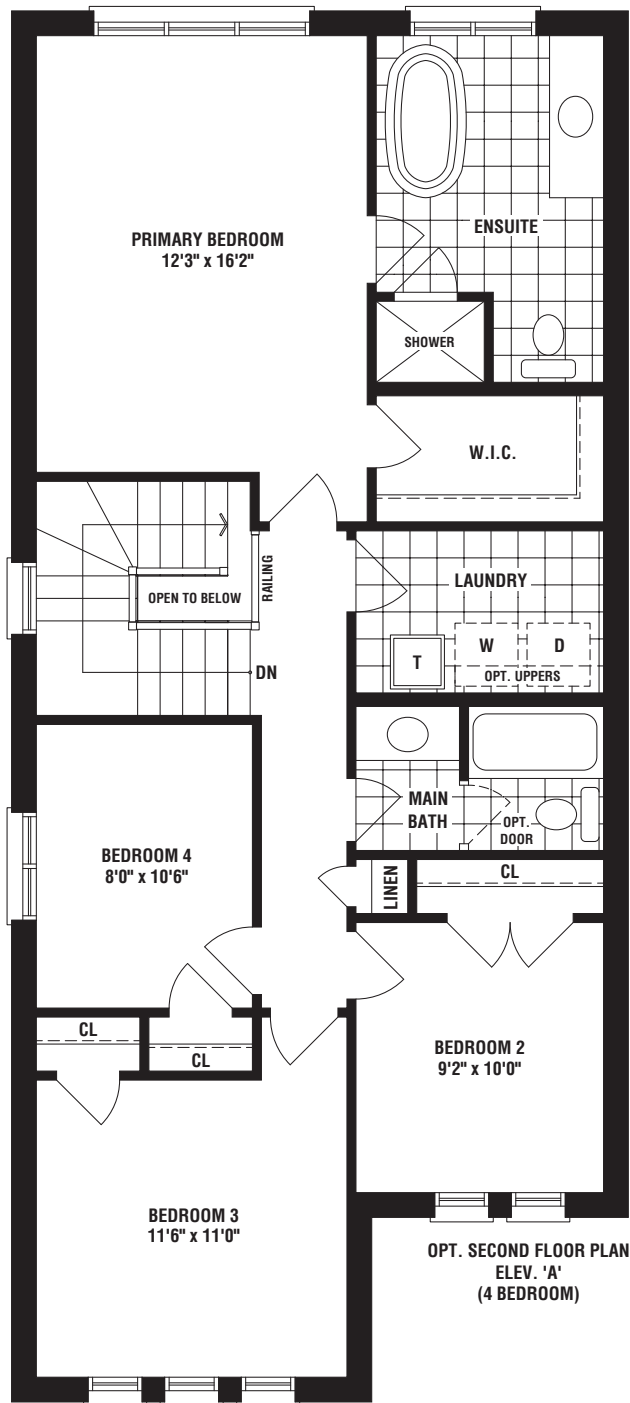 PRIMARY BEDROOM
12'3" x 16'2"
ENSUITE
SHOWER
W.I.C.
RAILING
OPEN TO BELOW
DN
LAUNDRY
T
W
D
OPT. UPPERS
MAIN
BATH
OPT.
DOOR
LINEN
CL
BEDROOM 4
8'0" x 10'6"
CL
CL
BEDROOM 2
9'2" x 10'0"
BEDROOM 3
11'6" x 11'0"
OPT. SECOND FLOOR PLAN
ELEV. 'A'
(4 BEDROOM)